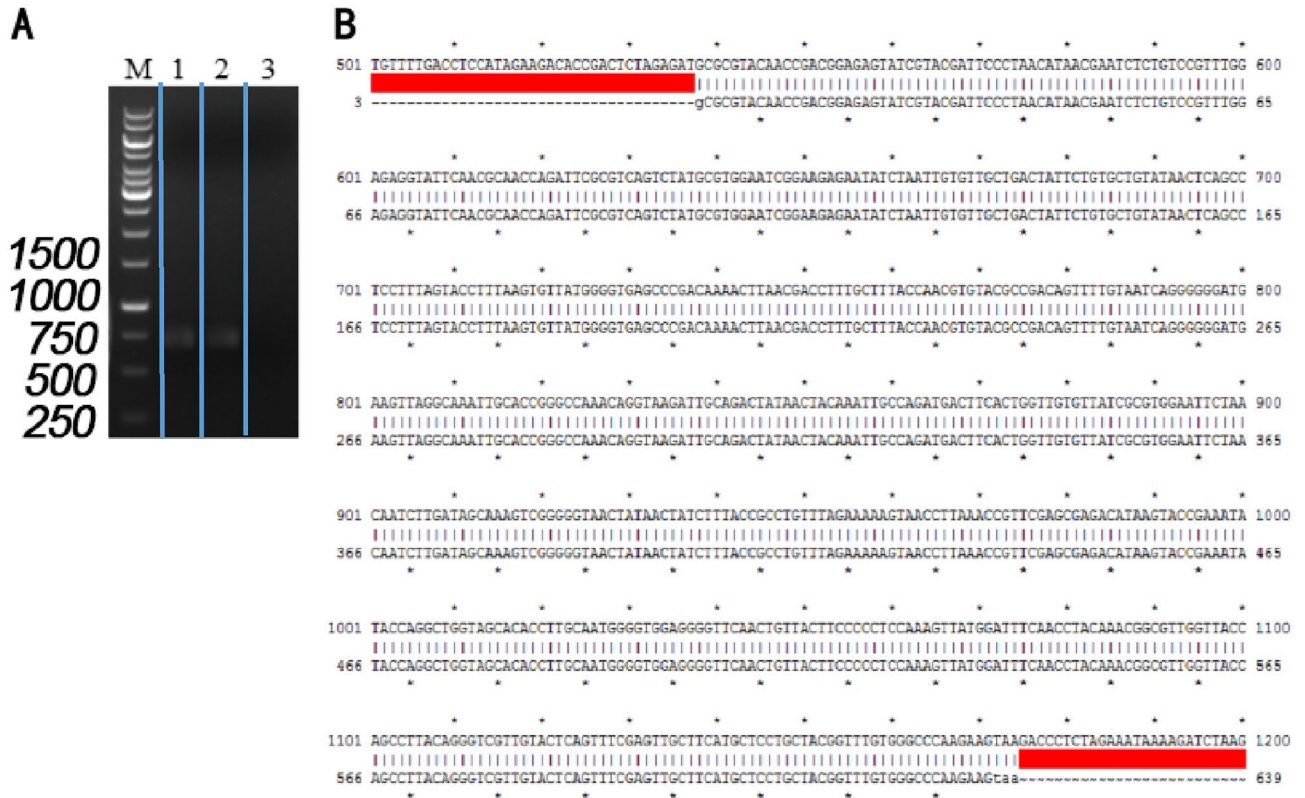 A
B
M 1 2 3
1500
1000
750
500
250
* * * * * * * * * *
501 TGTTTTGACCTCCATAGAAGACACCGACTCTAGAGATGCGCGTACAACCGACGGAGAGTATCGTACGATTCCCTAACATAACGAATCTCTGTCCGTTTGG 600
3 -------------------------------------gCGCGTACAACCGACGGAGAGTATCGTACGATTCCCTAACATAACGAATCTCTGTCCGTTTGG 65
* * * * * *
* * * * * * * * * *
601 AGAGGTATTCAACGCAACCAGATTCGCGTCAGTCTATGCGTGGAATCGGAAGAGAATATCTAATTGTGTTGCTGACTATTCTGTGCTGTATAACTCAGCC 700
66 AGAGGTATTCAACGCAACCAGATTCGCGTCAGTCTATGCGTGGAATCGGAAGAGAATATCTAATTGTGTTGCTGACTATTCTGTGCTGTATAACTCAGCC 165
* * * * * * * * * *
* * * * * * * * * *
701 TCCTTTAGTACCTTTAAGTGTTATGGGGTGAGCCCGACAAAACTTAACGACCTTTGCTTTACCAACGTGTACGCCGACAGTTTTGTAATCAGGGGGGATG 800
166 TCCTTTAGTACCTTTAAGTGTTATGGGGTGAGCCCGACAAAACTTAACGACCTTTGCTTTACCAACGTGTACGCCGACAGTTTTGTAATCAGGGGGGATG 265
* * * * * * * * * *
* * * * * * * * * *
801 AAGTTAGGCAAATTGCACCGGGCCAAACAGGTAAGATTGCAGACTATAACTACAAATTGCCAGATGACTTCACTGGTTGTGTTATCGCGTGGAATTCTAA 900
266 AAGTTAGGCAAATTGCACCGGGCCAAACAGGTAAGATTGCAGACTATAACTACAAATTGCCAGATGACTTCACTGGTTGTGTTATCGCGTGGAATTCTAA 365
* * * * * * * * * *
* * * * * * * * * *
901 CAATCTTGATAGCAAAGTCGGGGGTAACTATAACTATCTTTACCGCCTGTTTAGAAAAAGTAACCTTAAACCGTTCGAGCGAGACATAAGTACCGAAATA 1000
366 CAATCTTGATAGCAAAGTCGGGGGTAACTATAACTATCTTTACCGCCTGTTTAGAAAAAGTAACCTTAAACCGTTCGAGCGAGACATAAGTACCGAAATA 465
* * * * * * * * * *
* * * * * * * * * *
1001 TACCAGGCTGGTAGCACACCTTGCAATGGGGTGGAGGGGTTCAACTGTTACTTCCCCCTCCAAAGTTATGGATTTCAACCTACAAACGGCGTTGGTTACC 1100
466 TACCAGGCTGGTAGCACACCTTGCAATGGGGTGGAGGGGTTCAACTGTTACTTCCCCCTCCAAAGTTATGGATTTCAACCTACAAACGGCGTTGGTTACC 565
* * * * * * * * * *
* * * * * * * * * *
1101 AGCCTTACAGGGTCGTTGTACTCAGTTTCGAGTTGCTTCATGCTCCTGCTACGGTTTGTGGGCCCAAGAAGTAAGACCCTCTAGAAATAAAAGATCTAAG 1200
566 AGCCTTACAGGGTCGTTGTACTCAGTTTCGAGTTGCTTCATGCTCCTGCTACGGTTTGTGGGCCCAAGAAGtaa~~~~~~~~~~~~~~~~~~~~~~~~~~ 639
* * * * * * *